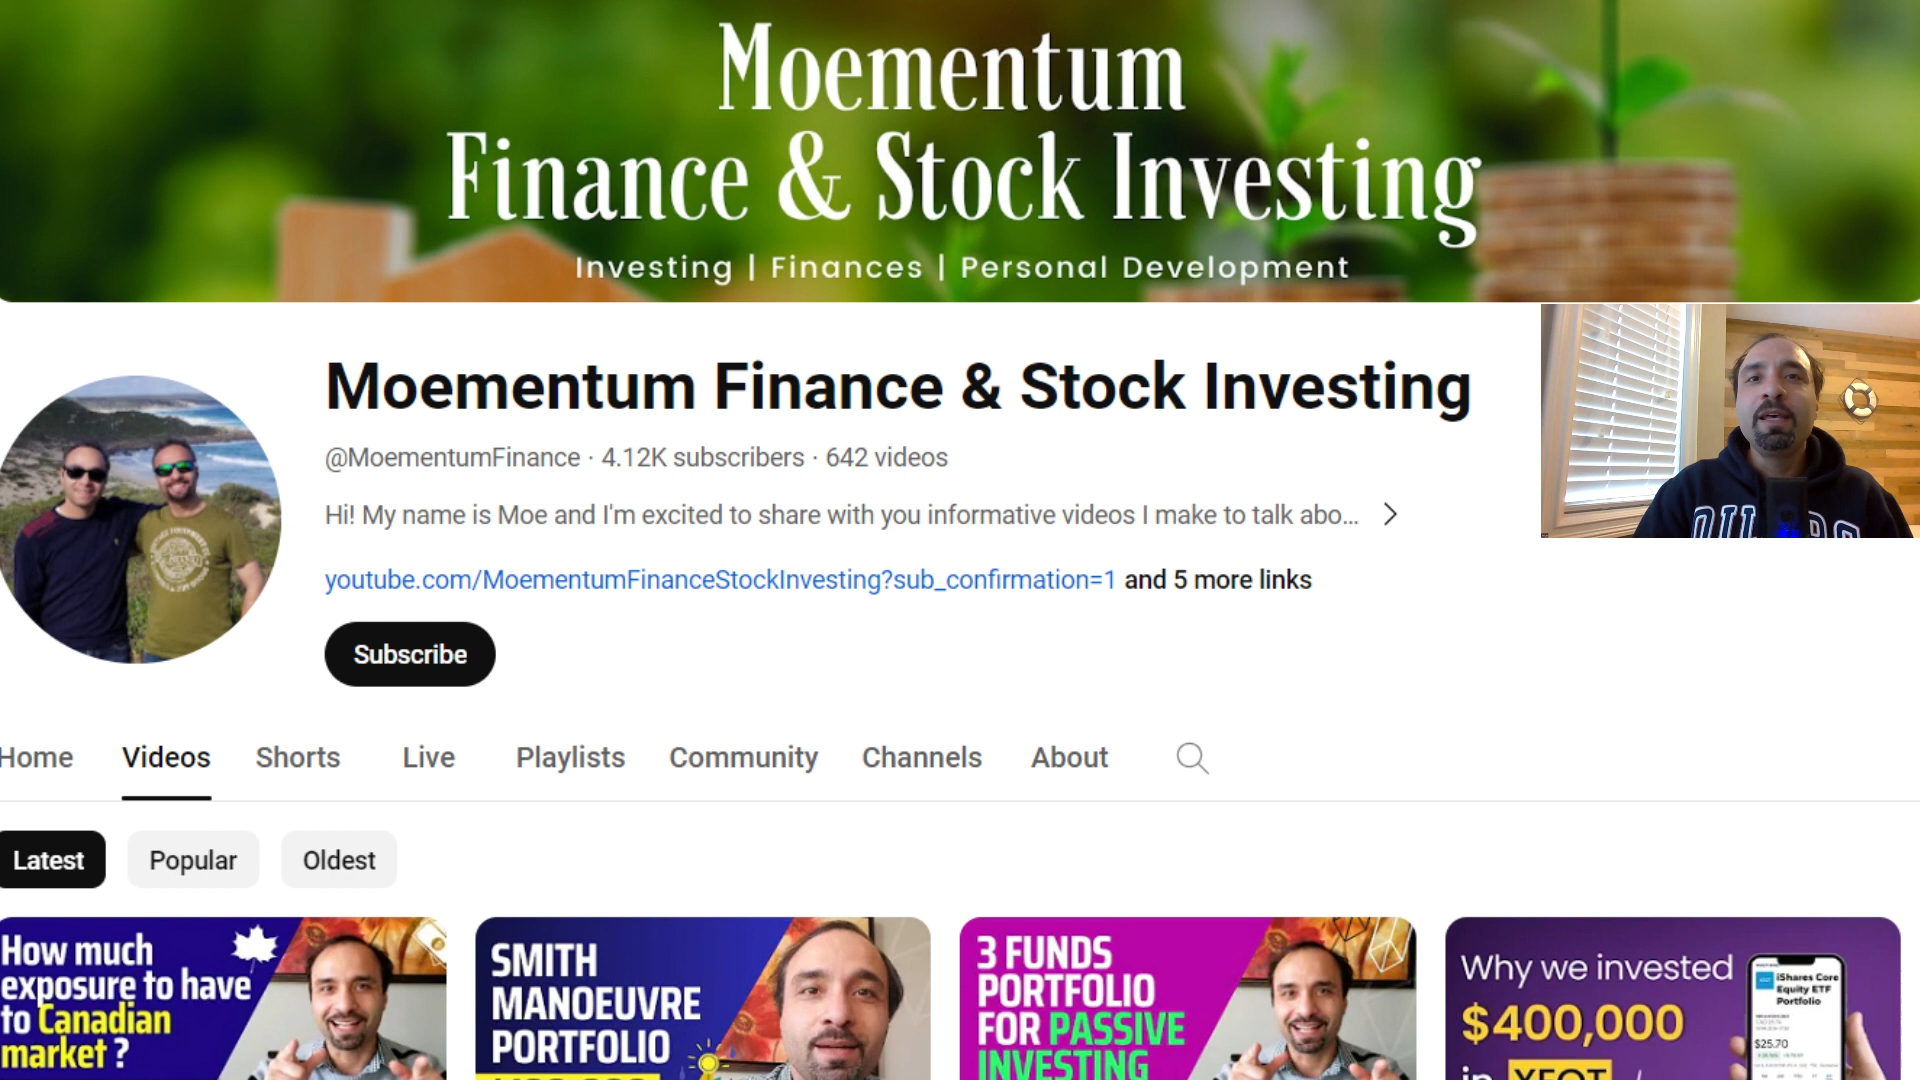 Moementum
Finance & Stock Investing
Investing | Finances | Personal Development
Moementum Finance & Stock Investing
@MoementumFinance · 4.12K subscribers · 642 videos
Hi! My name is Moe and I'm excited to share with you informative videos I make to talk abo...
youtube.com/MoementumFinanceStockInvesting?sub_confirmation=1 and 5 more links
Subscribe
Home
Videos
Shorts
Live
Playlists
Community
Channels
About
Latest
Popular
Oldest
How much
exposure to have
to Canadian
market ?
SMITH
MANOEUVRE
PORTFOLIO
3 FUNDS
PORTFOLIO
FOR PASSIVE
INVESTING
Why we invested
$400,000
in XEQT
iShares Core
Equity ETF
Portfolio
$25.70